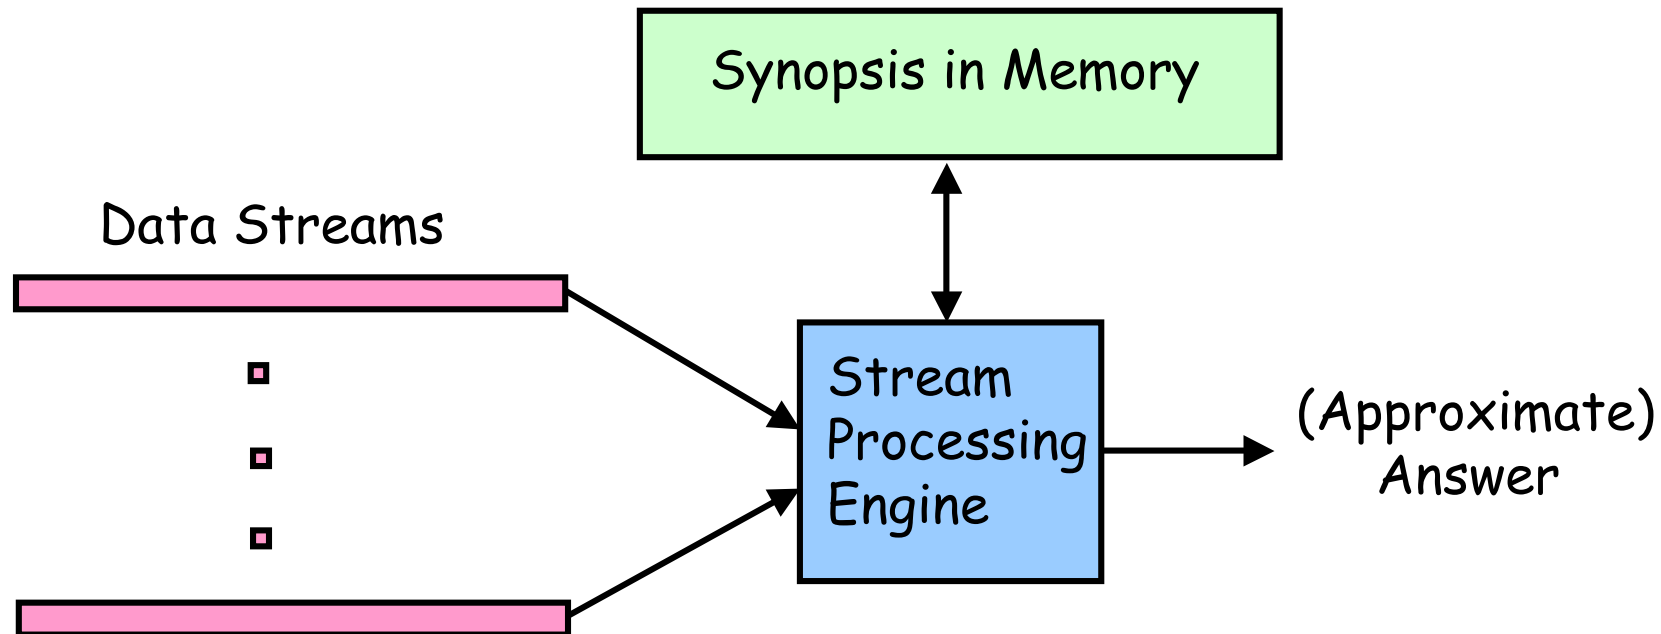 Synopsis in Memory
Data Streams
Stream
Processing
Engine
(Approximate)
Answer